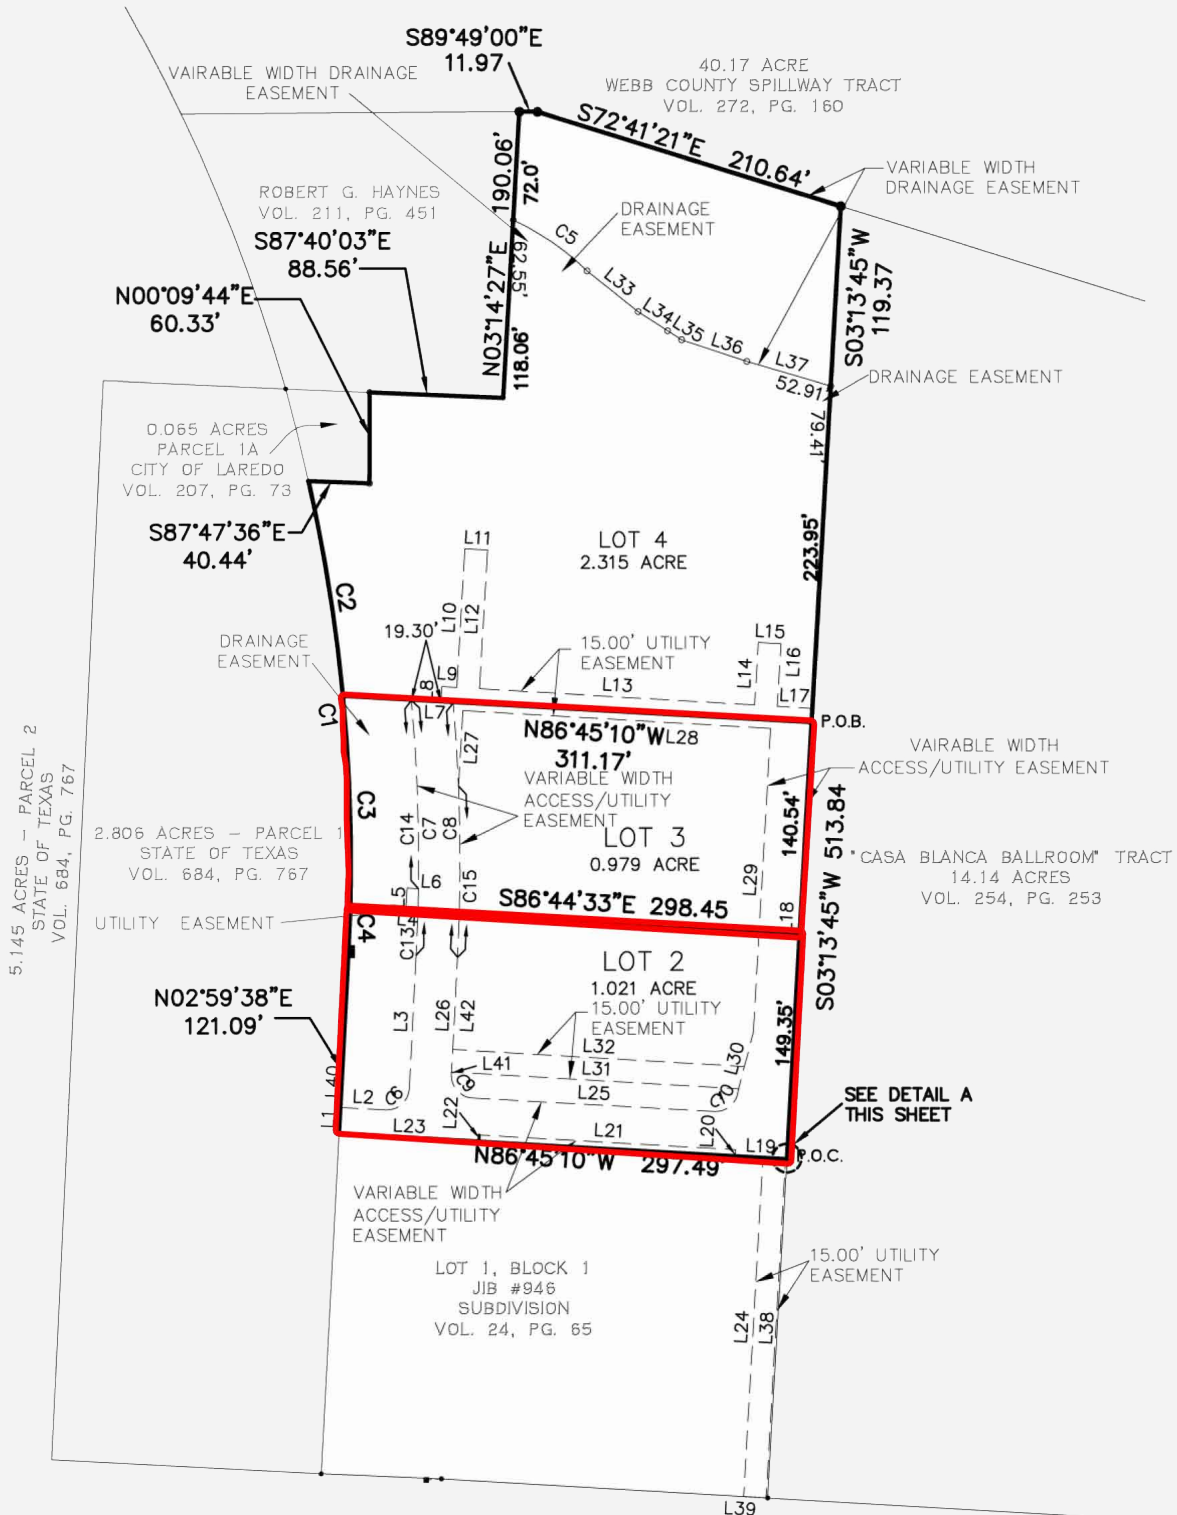 S89°49'00"E
11.97
40.17 ACRE
WEBB COUNTY SPILLWAY TRACT
VOL. 272, PG. 160
VAIRABLE WIDTH DRAINAGE
EASEMENT
S72°41'21"E 210.64'
VARIABLE WIDTH
DRAINAGE EASEMENT
190.06'
72.0'
ROBERT G. HAYNES
VOL. 211, PG. 451
DRAINAGE
EASEMENT
C5
S87°40'03"E
88.56'
N03°14'27"E
62.55'
118.06'
S03°13'45"W
119.37
N00°09'44"E
60.33'
L33
L34
L35
L36
L37
52.91'
DRAINAGE EASEMENT
79.41'
0.065 ACRES
PARCEL 1A
CITY OF LAREDO
VOL. 207, PG. 73
S87°47'36"E
40.44'
L11
LOT 4
2.315 ACRE
223.95'
C2
L10
L12
19.30'
DRAINAGE
EASEMENT
15.00' UTILITY
EASEMENT
L15
L14
L16
L9
L8
L13
L17
C1
L7
P.O.B.
L27
N86°45'10"W
311.17'
L28
VAIRABLE WIDTH
ACCESS/UTILITY EASEMENT
5.145 ACRES - PARCEL 2
STATE OF TEXAS
VOL. 684, PG. 767
C3
VARIABLE WIDTH
ACCESS/UTILITY
EASEMENT
140.54'
C14
C7
C8
2.806 ACRES - PARCEL 1
STATE OF TEXAS
VOL. 684, PG. 767
LOT 3
0.979 ACRE
S03°13'45"W 513.84
"CASA BLANCA BALLROOM" TRACT
14.14 ACRES
VOL. 254, PG. 253
L5
L6
C15
L29
S86°44'33"E 298.45
L18
UTILITY EASEMENT
C4
C13
LOT 2
1.021 ACRE
15.00' UTILITY
EASEMENT
N02°59'38"E
121.09'
L3
L26
L42
149.35'
L32
L30
L41
L31
L40
L2
C6
C9
L25
SEE DETAIL A
THIS SHEET
L1
L23
L22
L21
L20
L19
N86°45'10"W 297.49'
P.O.C.
VARIABLE WIDTH
ACCESS/UTILITY
EASEMENT
LOT 1, BLOCK 1
JIB #946
SUBDIVISION
VOL. 24, PG. 65
15.00' UTILITY
EASEMENT
L24
L38
L39